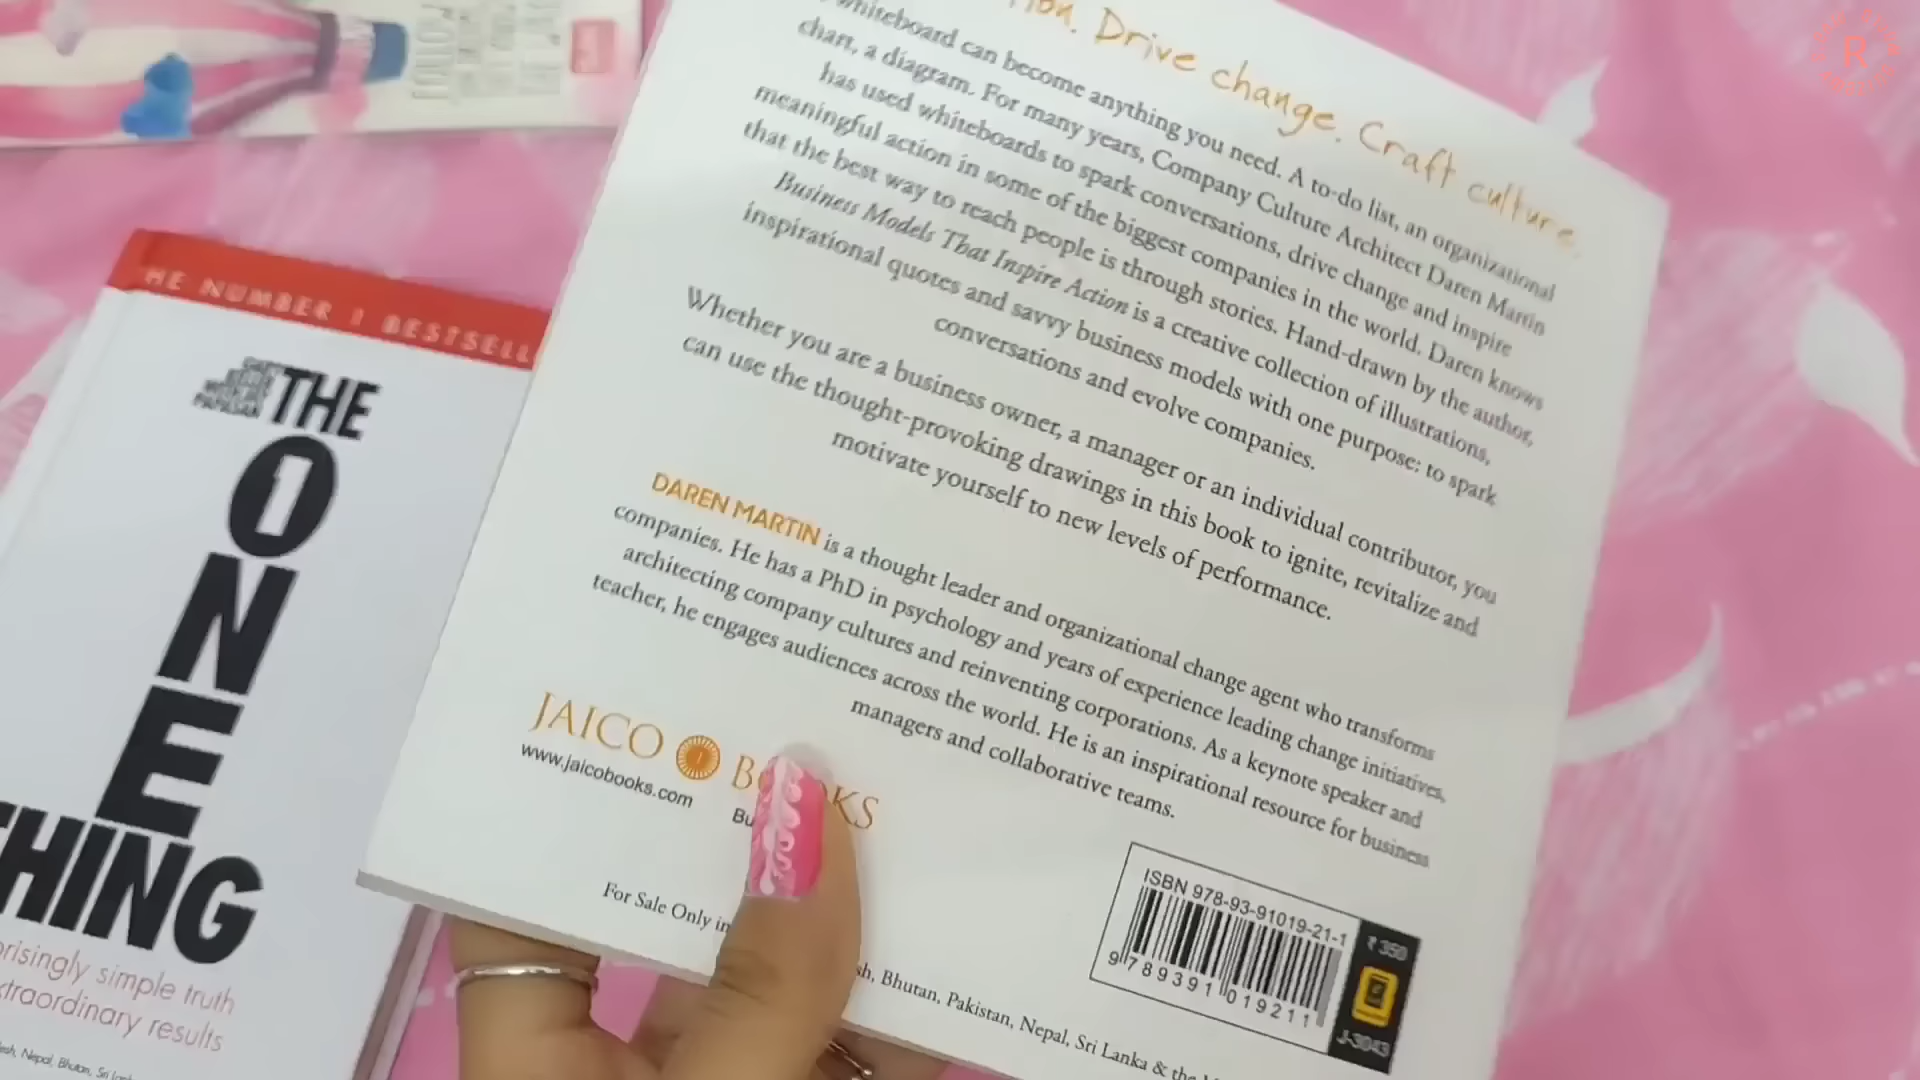 Drive change. Craft culture.
whiteboard can become anything you need. A to-do list, an organizational
chart, a diagram. For many years, Company Culture Architect Daren Martin
has used whiteboards to spark conversations, drive change and inspire
meaningful action in some of the biggest companies in the world. Daren knows
that the best way to reach people is through stories. Hand-drawn by the author,
Business Models That Inspire Action is a creative collection of illustrations,
inspirational quotes and savvy business models with one purpose: to spark
conversations and evolve companies.
Whether you are a business owner, a manager or an individual contributor, you
can use the thought-provoking drawings in this book to ignite, revitalize and
motivate yourself to new levels of performance.
DAREN MARTIN is a thought leader and organizational change agent who transforms
companies. He has a PhD in psychology and years of experience leading change initiatives,
architecting company cultures and reinventing corporations. As a keynote speaker and
teacher, he engages audiences across the world. He is an inspirational resource for business
managers and collaborative teams.
JAICO
www.jaicobooks.com
For Sale Only in
Bhutan, Pakistan, Nepal, Sri Lanka & the
ISBN 978-93-91019-21-1
9 789391 019211
₹ 350
J-3043
HE NUMBER 1 BESTSELL
THE
ONE
THING
prisingly simple truth
xtraordinary results
Nepal, Bhutan, Sri
R